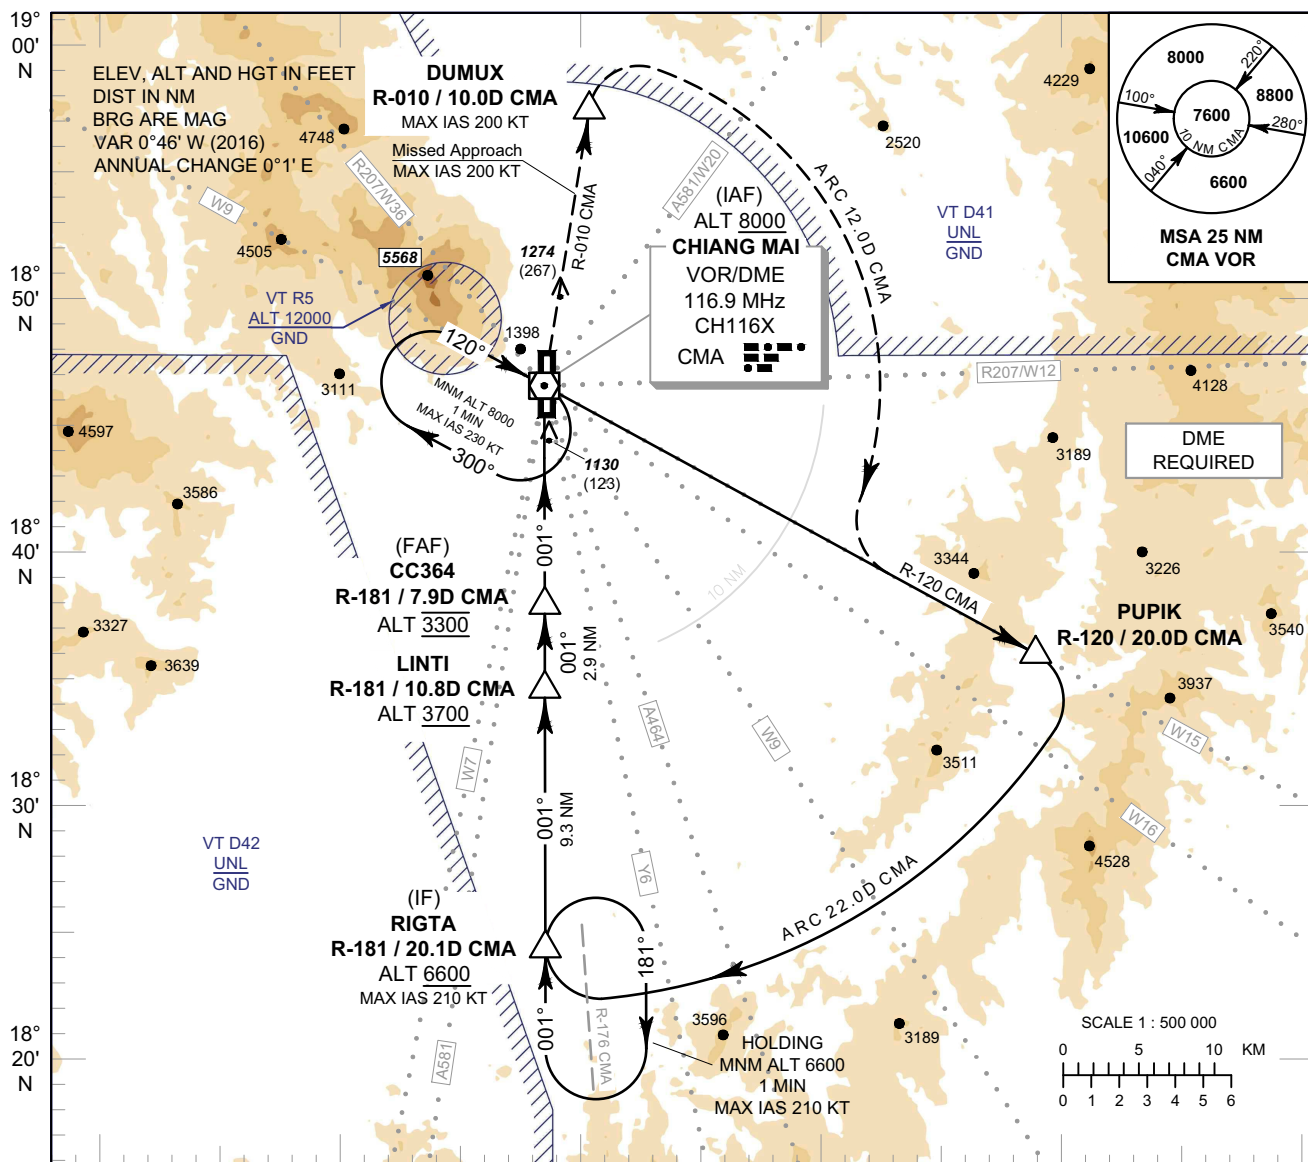 19°
00'
N
ELEV, ALT AND HGT IN FEET
DIST IN NM
BRG ARE MAG
VAR 0°46' W (2016)
ANNUAL CHANGE 0°1' E
DUMUX
R-010 / 10.0D CMA
MAX IAS 200 KT
Missed Approach
MAX IAS 200 KT
4748
R207/W36
W9
4505
5568
1274
(267)
R-010 CMA
A581/W20
ARC 12.0D CMA
2520
4229
VT D41
UNL
GND
8000
220°
100°
7600
8800
280°
10600
10 NM CMA
040°
6600
MSA 25 NM
CMA VOR
(IAF)
ALT 8000
CHIANG MAI
VOR/DME
116.9 MHz
CH116X
CMA
18°
50'
N
VT R5
ALT 12000
GND
1398
120°
3111
MNM ALT 8000
1 MIN
MAX IAS 230 KT
300°
1130
(123)
R207/W12
4128
4597
3189
DME
REQUIRED
3586
18°
40'
N
(FAF)
CC364
R-181 / 7.9D CMA
ALT 3300
001°
10 NM
3344
R-120 CMA
3226
PUPIK
R-120 / 20.0D CMA
3540
3327
3639
LINTI
R-181 / 10.8D CMA
ALT 3700
001°
2.9 NM
A464
W9
3937
W15
3511
W7
18°
30'
N
001°
9.3 NM
W16
VT D42
UNL
GND
4528
Y6
ARC 22.0D CMA
(IF)
RIGTA
R-181 / 20.1D CMA
ALT 6600
MAX IAS 210 KT
181°
18°
20'
N
001°
R-176 CMA
A581
3596
3189
HOLDING
MNM ALT 6600
1 MIN
MAX IAS 210 KT
SCALE 1 : 500 000
0 5 10 KM
0 1 2 3 4 5 6